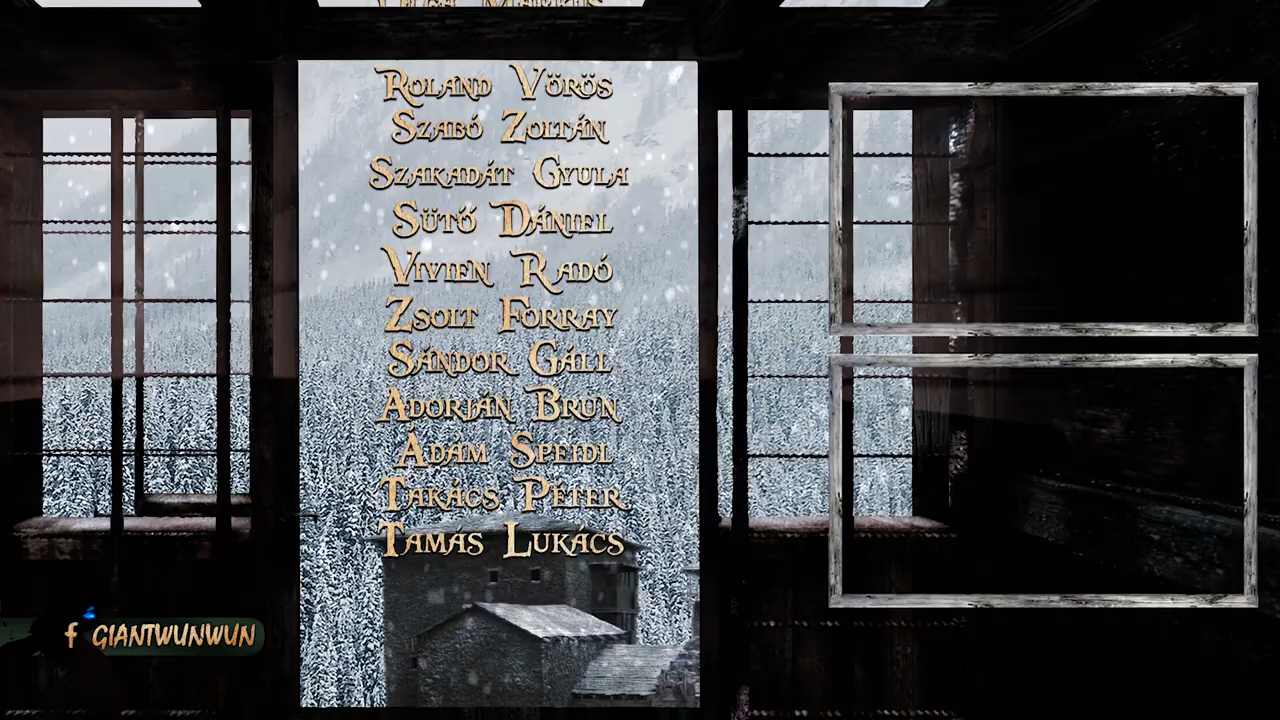 Roland Vörös
Szabó Zoltán
Szakadát Gyula
Sütő Dániel
Vivien Radó
Zsolt Forray
Sándor Gáll
Adorján Brun
Ádám Speidl
Takács Péter
Tamás Lukács
f GIANTWUNWUN